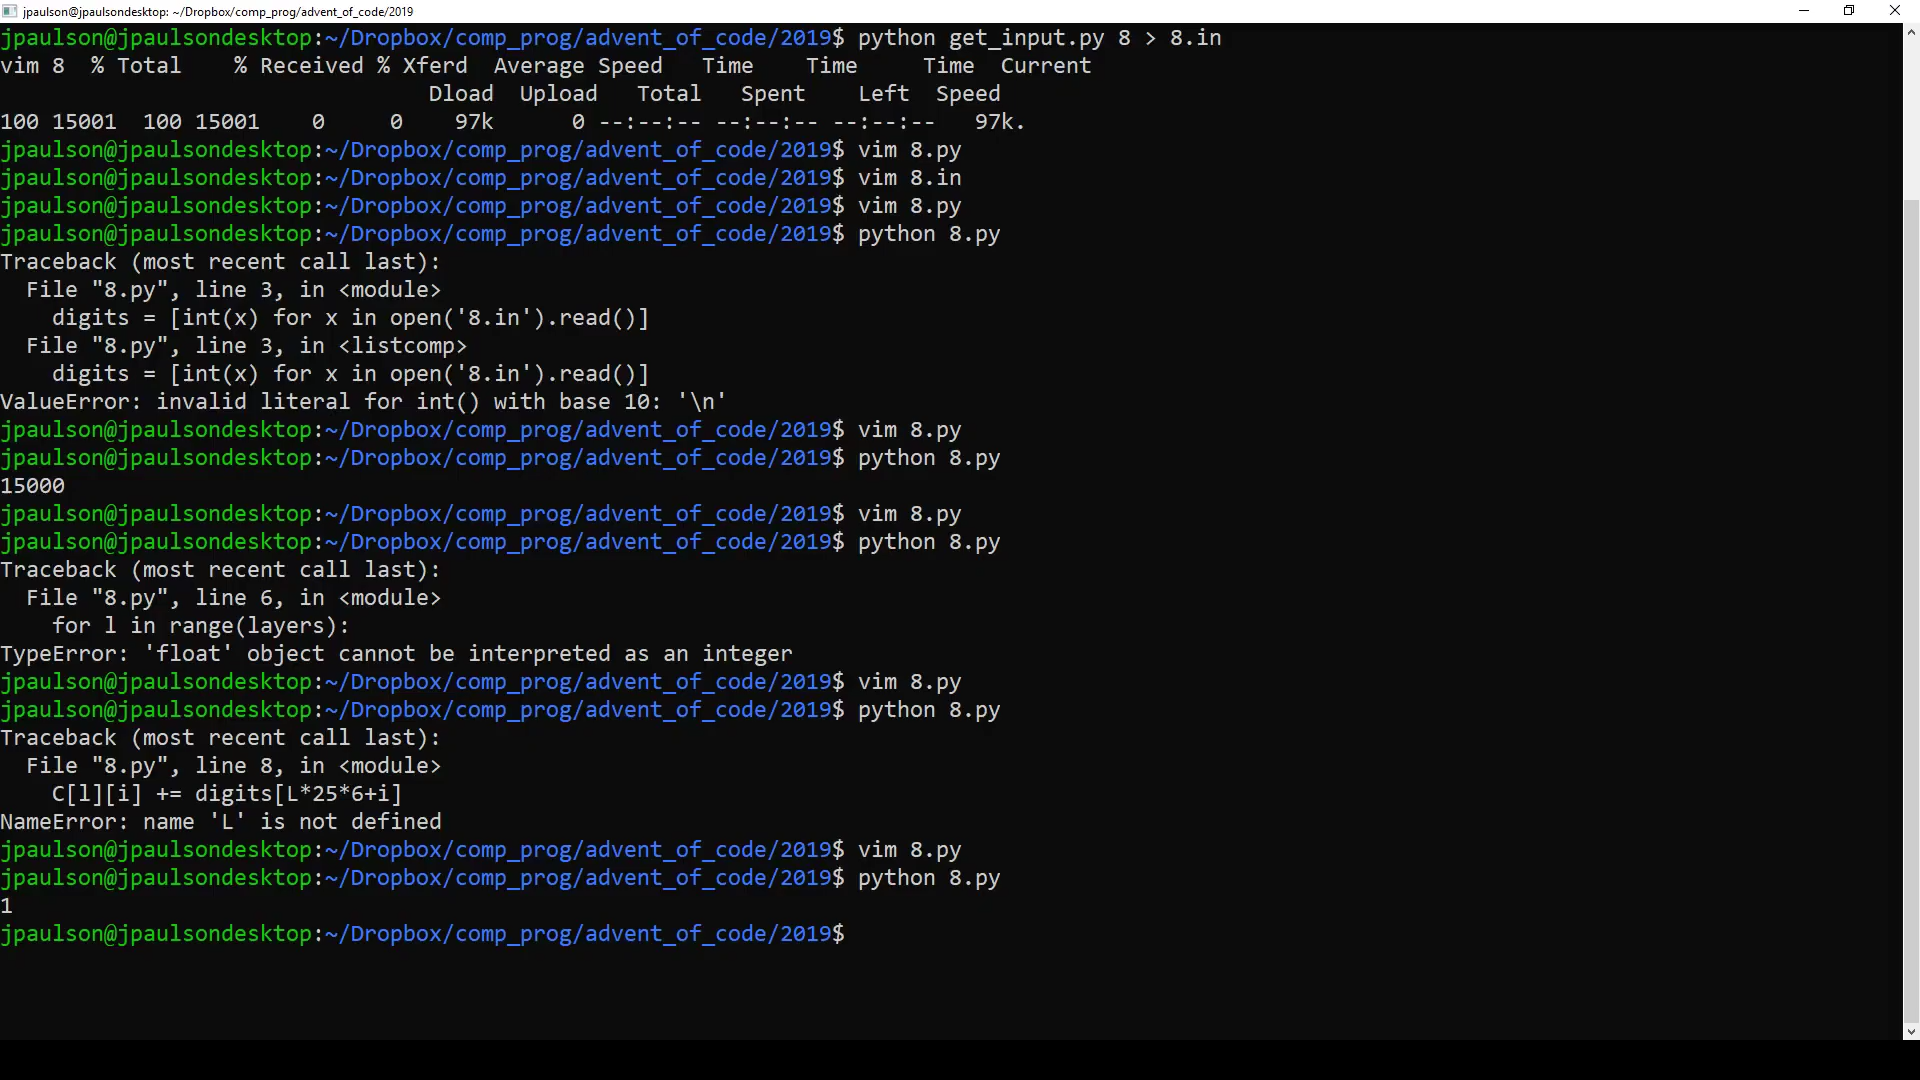 jpaulson@jpaulsondesktop: ~/Dropbox/comp_prog/advent_of_code/2019
jpaulson@jpaulsondesktop:~/Dropbox/comp_prog/advent_of_code/2019$ python get_input.py 8 > 8.in
vim 8  % Total    % Received % Xferd  Average Speed   Time    Time     Time  Current
                                 Dload  Upload   Total   Spent    Left  Speed
100 15001  100 15001    0     0    97k      0 --:--:-- --:--:-- --:--:--   97k.
jpaulson@jpaulsondesktop:~/Dropbox/comp_prog/advent_of_code/2019$ vim 8.py
jpaulson@jpaulsondesktop:~/Dropbox/comp_prog/advent_of_code/2019$ vim 8.in
jpaulson@jpaulsondesktop:~/Dropbox/comp_prog/advent_of_code/2019$ vim 8.py
jpaulson@jpaulsondesktop:~/Dropbox/comp_prog/advent_of_code/2019$ python 8.py
Traceback (most recent call last):
  File "8.py", line 3, in <module>
    digits = [int(x) for x in open('8.in').read()]
  File "8.py", line 3, in <listcomp>
    digits = [int(x) for x in open('8.in').read()]
ValueError: invalid literal for int() with base 10: '\n'
jpaulson@jpaulsondesktop:~/Dropbox/comp_prog/advent_of_code/2019$ vim 8.py
jpaulson@jpaulsondesktop:~/Dropbox/comp_prog/advent_of_code/2019$ python 8.py
15000
jpaulson@jpaulsondesktop:~/Dropbox/comp_prog/advent_of_code/2019$ vim 8.py
jpaulson@jpaulsondesktop:~/Dropbox/comp_prog/advent_of_code/2019$ python 8.py
Traceback (most recent call last):
  File "8.py", line 6, in <module>
    for l in range(layers):
TypeError: 'float' object cannot be interpreted as an integer
jpaulson@jpaulsondesktop:~/Dropbox/comp_prog/advent_of_code/2019$ vim 8.py
jpaulson@jpaulsondesktop:~/Dropbox/comp_prog/advent_of_code/2019$ python 8.py
Traceback (most recent call last):
  File "8.py", line 8, in <module>
    C[l][i] += digits[L*25*6+i]
NameError: name 'L' is not defined
jpaulson@jpaulsondesktop:~/Dropbox/comp_prog/advent_of_code/2019$ vim 8.py
jpaulson@jpaulsondesktop:~/Dropbox/comp_prog/advent_of_code/2019$ python 8.py
1
jpaulson@jpaulsondesktop:~/Dropbox/comp_prog/advent_of_code/2019$